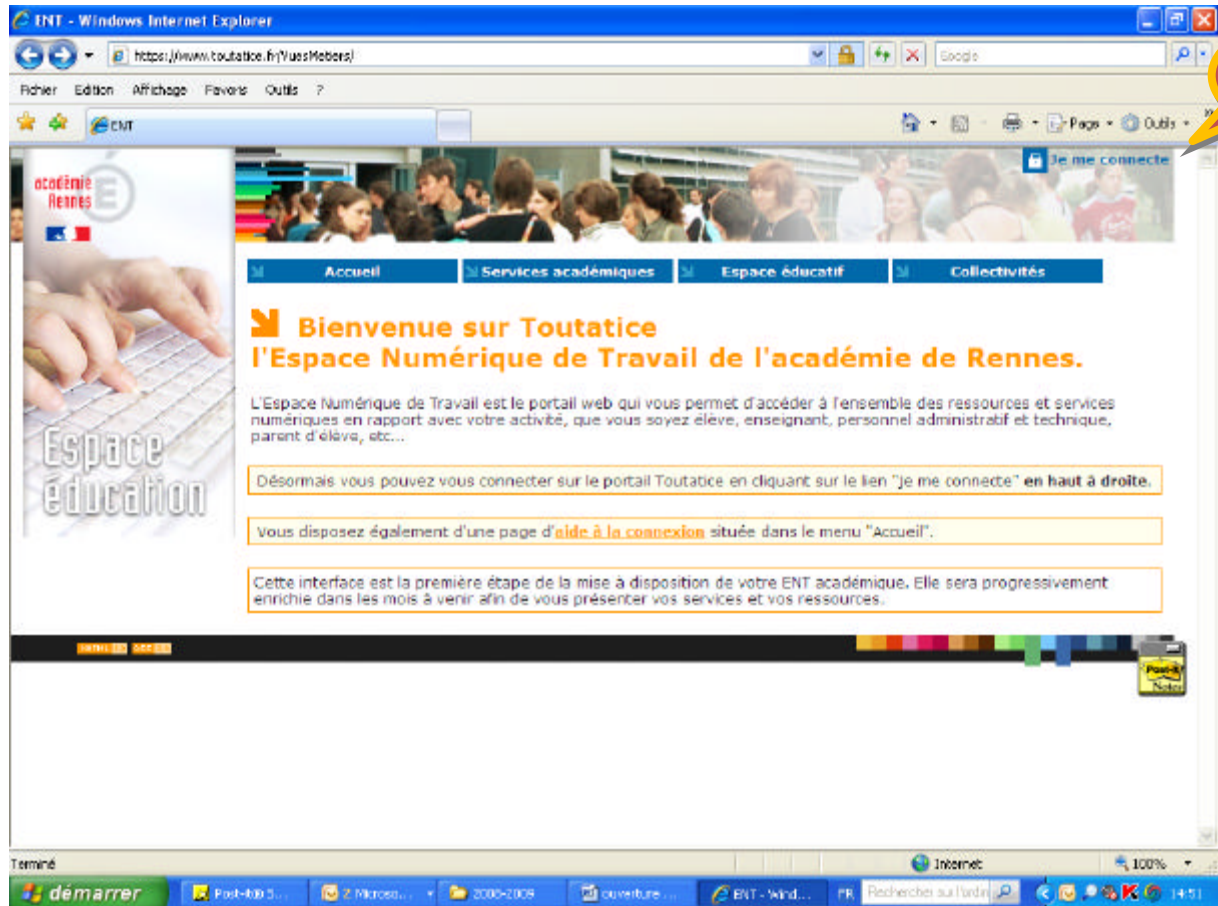 ENT - Windows Internet Explorer
https://www.toutatice.fr/VuesMetiers/
Google
Fichier Edition Affichage Favoris Outils ?
ENT
Page Outils
académie
Rennes
Je me connecte
Accueil Services académiques Espace éducatif Collectivités
Bienvenue sur Toutatice
l'Espace Numérique de Travail de l'académie de Rennes.
L'Espace Numérique de Travail est le portail web qui vous permet d'accéder à l'ensemble des ressources et services
numériques en rapport avec votre activité, que vous soyez élève, enseignant, personnel administratif et technique,
parent d'élève, etc...
Espace
éducation
Désormais vous pouvez vous connecter sur le portail Toutatice en cliquant sur le lien "Je me connecte" en haut à droite.
Vous disposez également d'une page d'aide à la connexion située dans le menu "Accueil".
Cette interface est la première étape de la mise à disposition de votre ENT académique. Elle sera progressivement
enrichie dans les mois à venir afin de vous présenter vos services et vos ressources.
Post-it
Notes
Terminé Internet 100%
démarrer 2 Microso... 2008-2009 ouverture ... ENT - Wind... FR Rechercher sur l'ordin 14:51